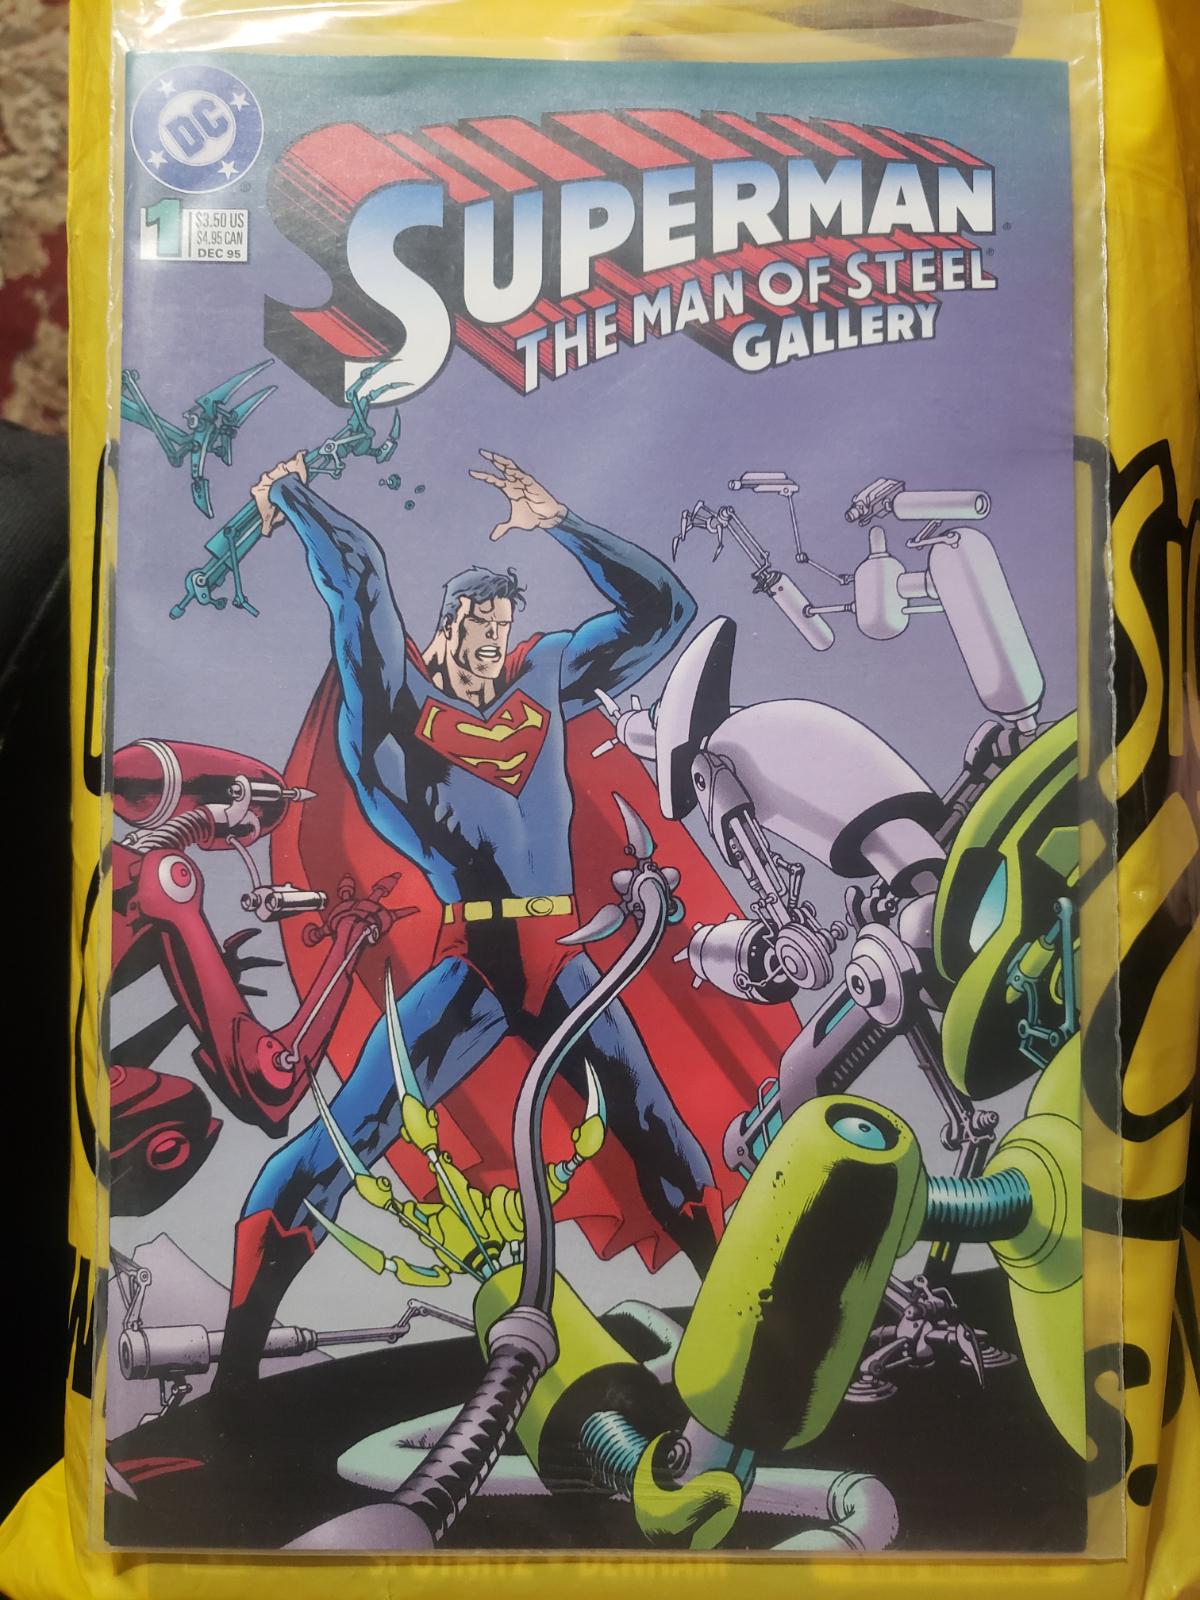 DC
1
$3.50 US
$4.95 CAN
DEC 95
SUPERMAN
THE MAN OF STEEL
GALLERY